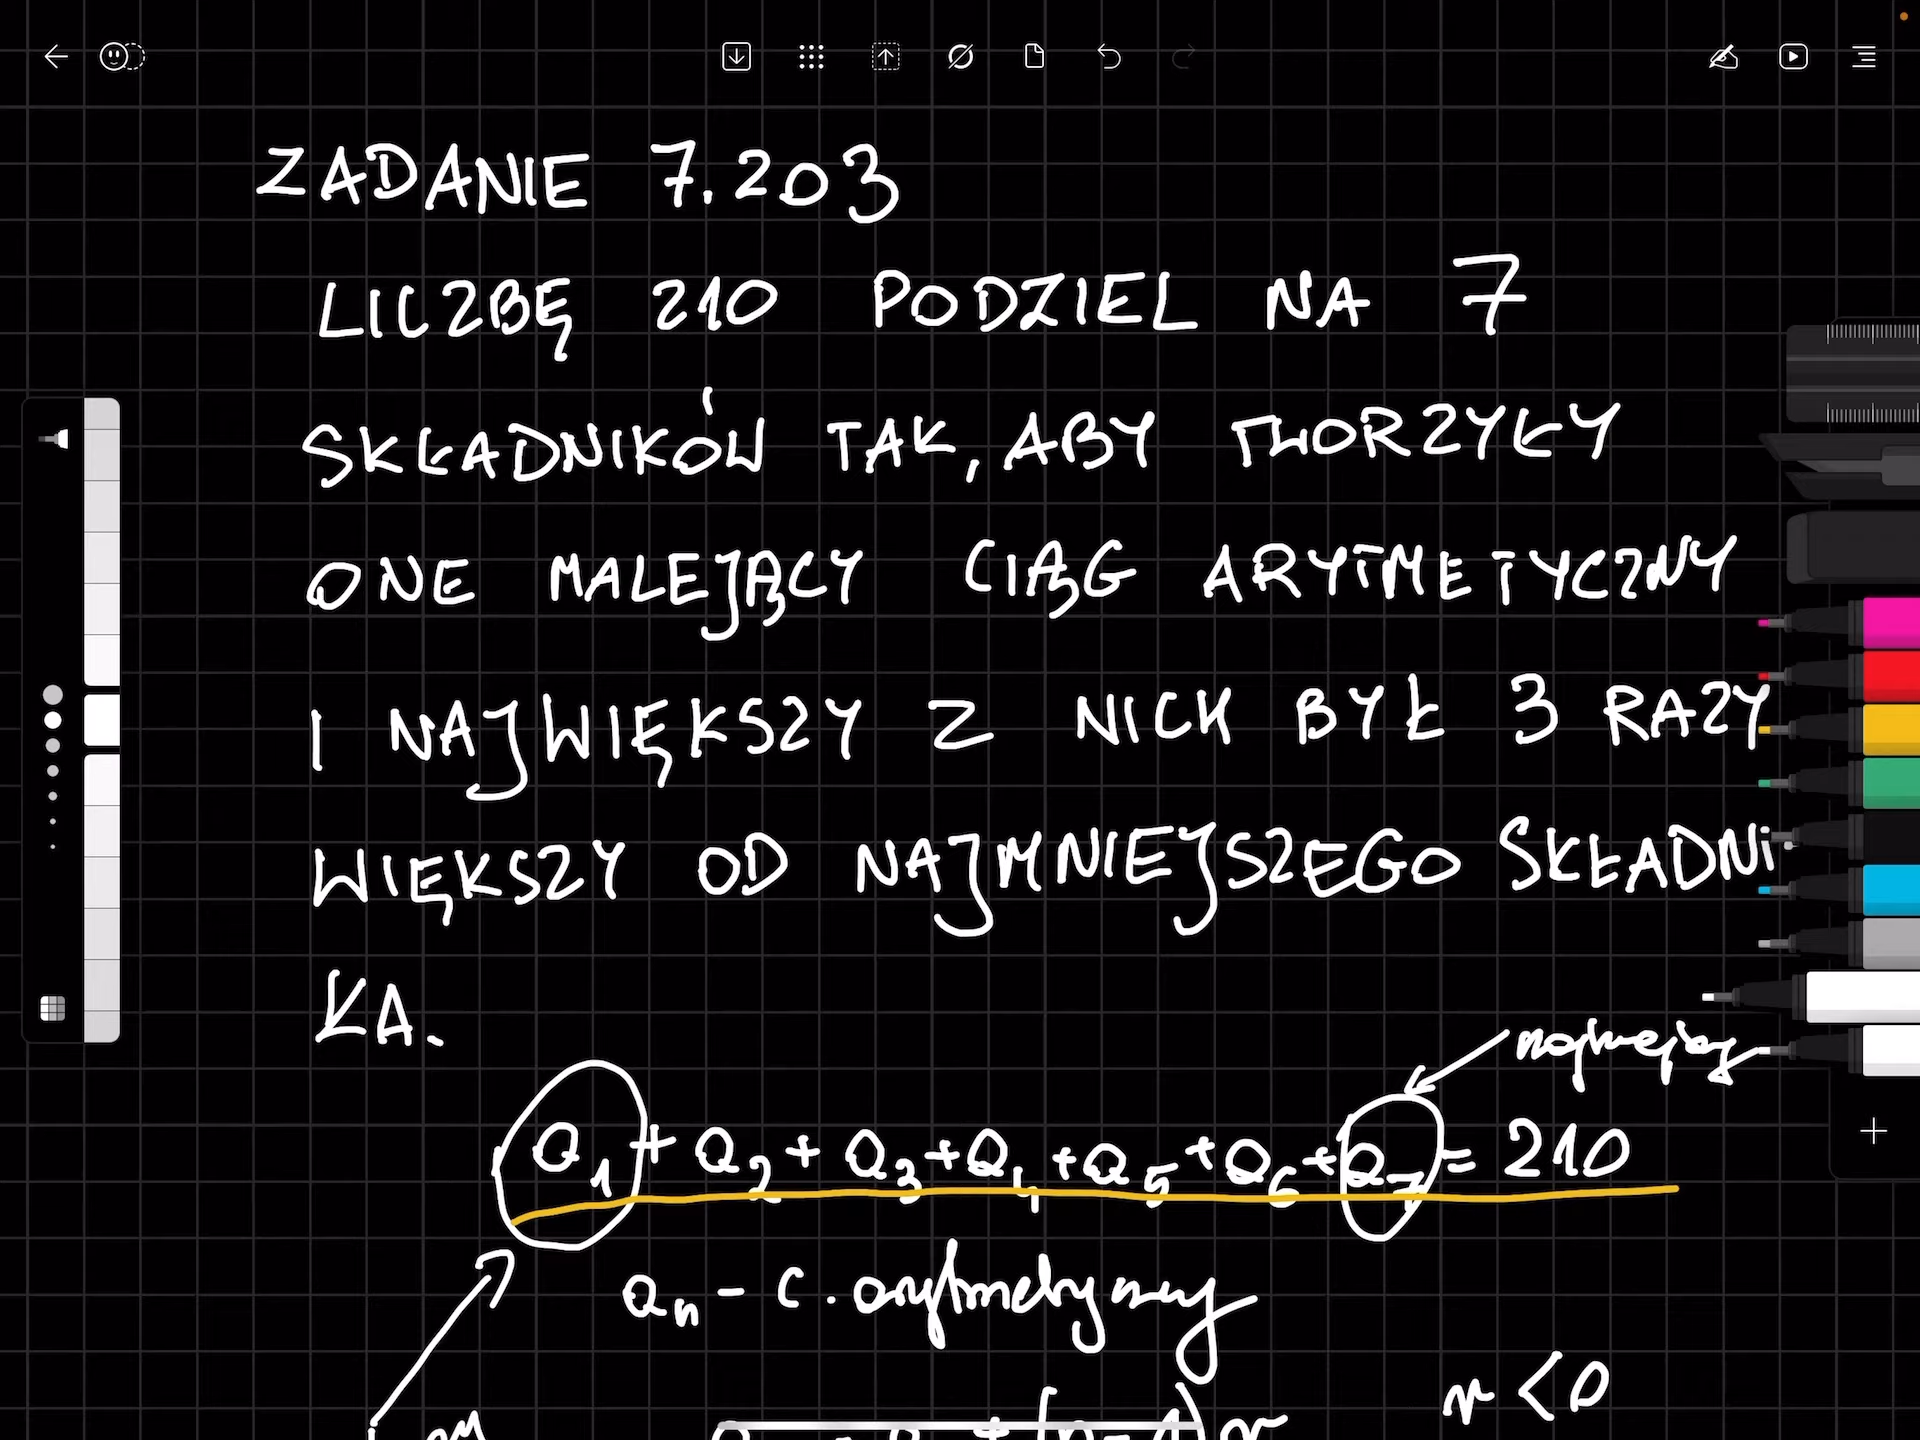 ZADANIE 7.203
LICZBĘ 210 PODZIEL NA 7
SKŁADNIKÓW TAK, ABY TWORZYŁY
ONE MALEJĄCY CIĄG ARYTMETYCZNY
I NAJWIĘKSZY Z NICH BYŁ 3 RAZY
WIĘKSZY OD NAJMNIEJSZEGO SKŁADNI
KA.
a₁ + a₂ + a₃ + a₄ + a₅ + a₆ + a₇ = 210
aₙ - c. arytmetyczny
r < 0